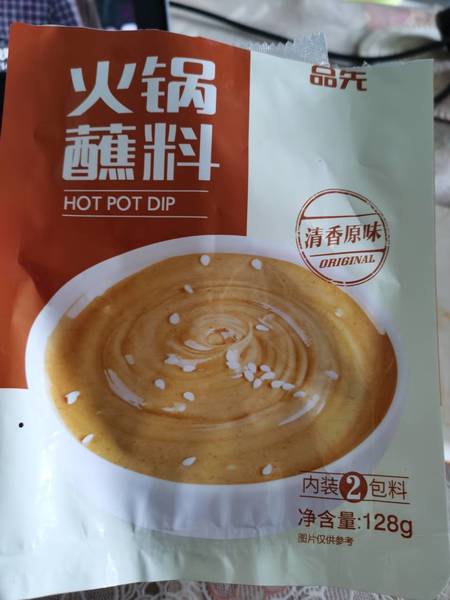 火锅
蘸料
HOT POT DIP
品先
清香原味
ORIGINAL
内装2包料
净含量:128g
图片仅供参考